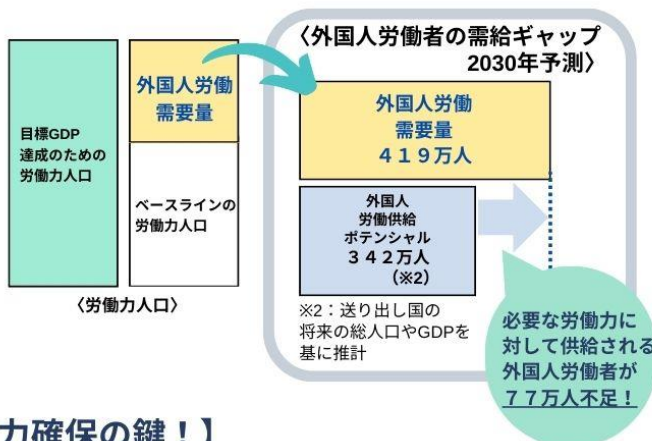 目標GDP
達成のための
労働力人口
外国人労働
需要量
ベースラインの
労働力人口
〈労働力人口〉
〈外国人労働者の需給ギャップ
2030年予測〉
外国人労働
需要量
４１９万人
外国人
労働供給
ポテンシャル
３４２万人
（※2）
※2：送り出し国の
将来の総人口やGDPを
基に推計
必要な労働力に
対して供給される
外国人労働者が
７７万人不足！
力確保の鍵！】